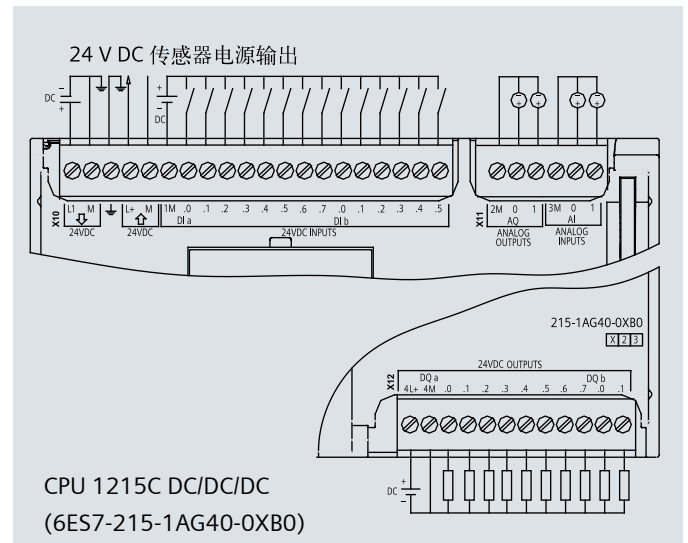 24 V DC 传感器电源输出
DC
DC
X10
L1 M L+ M 1M .0 .1 .2 .3 .4 .5 .6 .7 .0 .1 .2 .3 .4 .5
24VDC 24VDC DI a DI b
24VDC INPUTS
X11
2M 0 1 3M 0 1
AQ AI
ANALOG OUTPUTS ANALOG INPUTS
215-1AG40-0XB0
X 2 3
24VDC OUTPUTS
X12
DQ a DQ b
4L+ 4M .0 .1 .2 .3 .4 .5 .6 .7 .0 .1
DC
CPU 1215C DC/DC/DC
(6ES7-215-1AG40-0XB0)